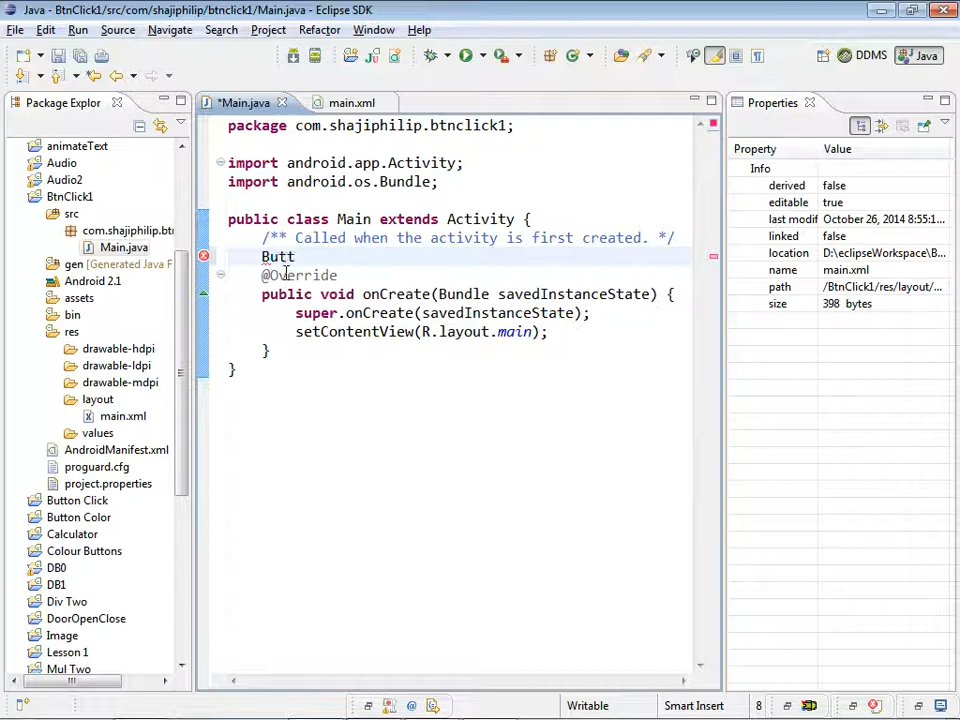 Java - BtnClick1/src/com/shajiphilip/btnclick1/Main.java - Eclipse SDK
File Edit Run Source Navigate Search Project Refactor Window Help
DDMS Java
Package Explor
*Main.java main.xml
Properties
animateText
Audio
Audio2
BtnClick1
src
com.shajiphilip.btn
Main.java
gen [Generated Java F
Android 2.1
assets
bin
res
drawable-hdpi
drawable-ldpi
drawable-mdpi
layout
main.xml
values
AndroidManifest.xml
proguard.cfg
project.properties
Button Click
Button Color
Calculator
Colour Buttons
DB0
DB1
Div Two
DoorOpenClose
Image
Lesson 1
Mul Two
package com.shajiphilip.btnclick1;
import android.app.Activity;
import android.os.Bundle;
public class Main extends Activity {
/** Called when the activity is first created. */
Butt
@Override
public void onCreate(Bundle savedInstanceState) {
super.onCreate(savedInstanceState);
setContentView(R.layout.main);
}
}
Property Value
Info
derived false
editable true
last modif October 26, 2014 8:55:1...
linked false
location D:\eclipseWorkspace\B...
name main.xml
path /BtnClick1/res/layout/...
size 398 bytes
Writable Smart Insert 8